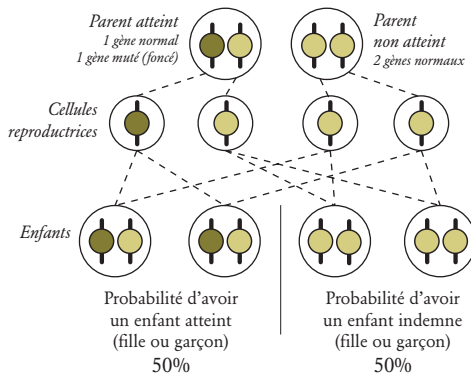 Parent atteint
1 gène normal
1 gène muté (foncé)
Parent
non atteint
2 gènes normaux
Cellules
reproductrices
Enfants
Probabilité d'avoir
un enfant atteint
(fille ou garçon)
50%
Probabilité d'avoir
un enfant indemne
(fille ou garçon)
50%